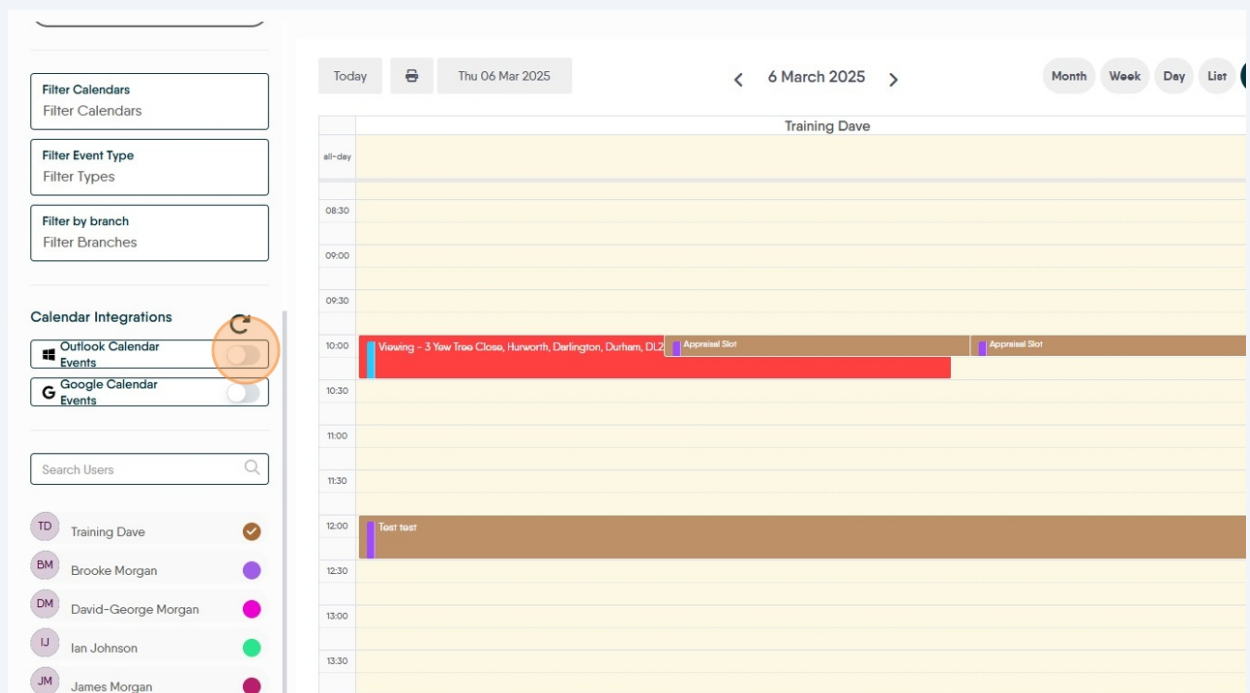 Filter Calendars
Filter Calendars
Filter Event Type
Filter Types
Filter by branch
Filter Branches
Calendar Integrations
Outlook Calendar
Events
Google Calendar
Events
Search Users
TD Training Dave
BM Brooke Morgan
DM David-George Morgan
IJ Ian Johnson
JM James Morgan
Today
Thu 06 Mar 2025
6 March 2025
Month Week Day List
Training Dave
all-day
08:30
09:00
09:30
10:00 Viewing - 3 Yew Tree Close, Hurworth, Darlington, Durham, DL2 Appraisal Slot Appraisal Slot
10:30
11:00
11:30
12:00 Test test
12:30
13:00
13:30